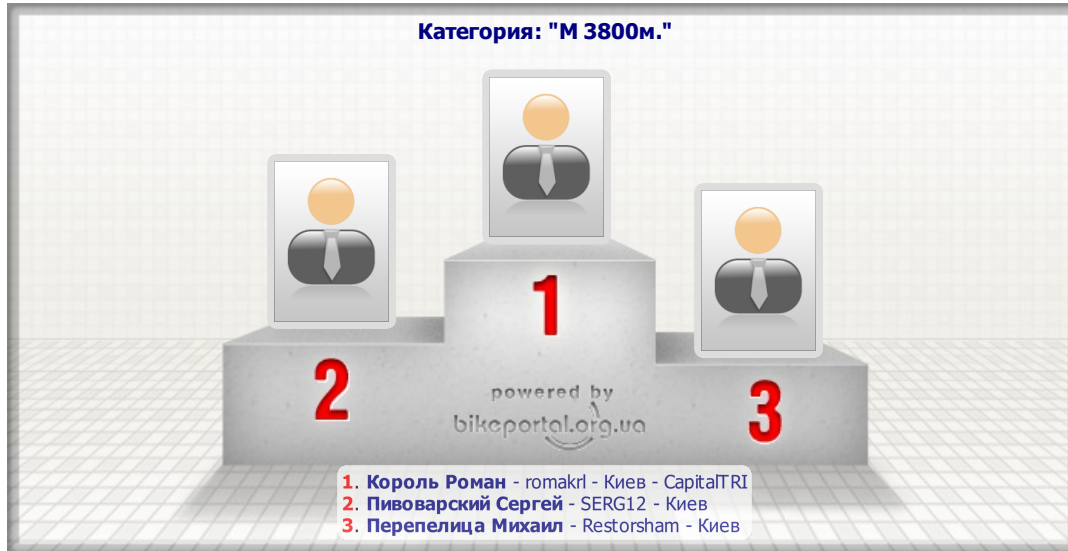 Категория: "М 3800м."
1
2
3
powered by
bikeportal.org.ua
1. Король Роман - romakrl - Киев - CapitalTRI
2. Пивоварский Сергей - SERG12 - Киев
3. Перепелица Михаил - Restorsham - Киев